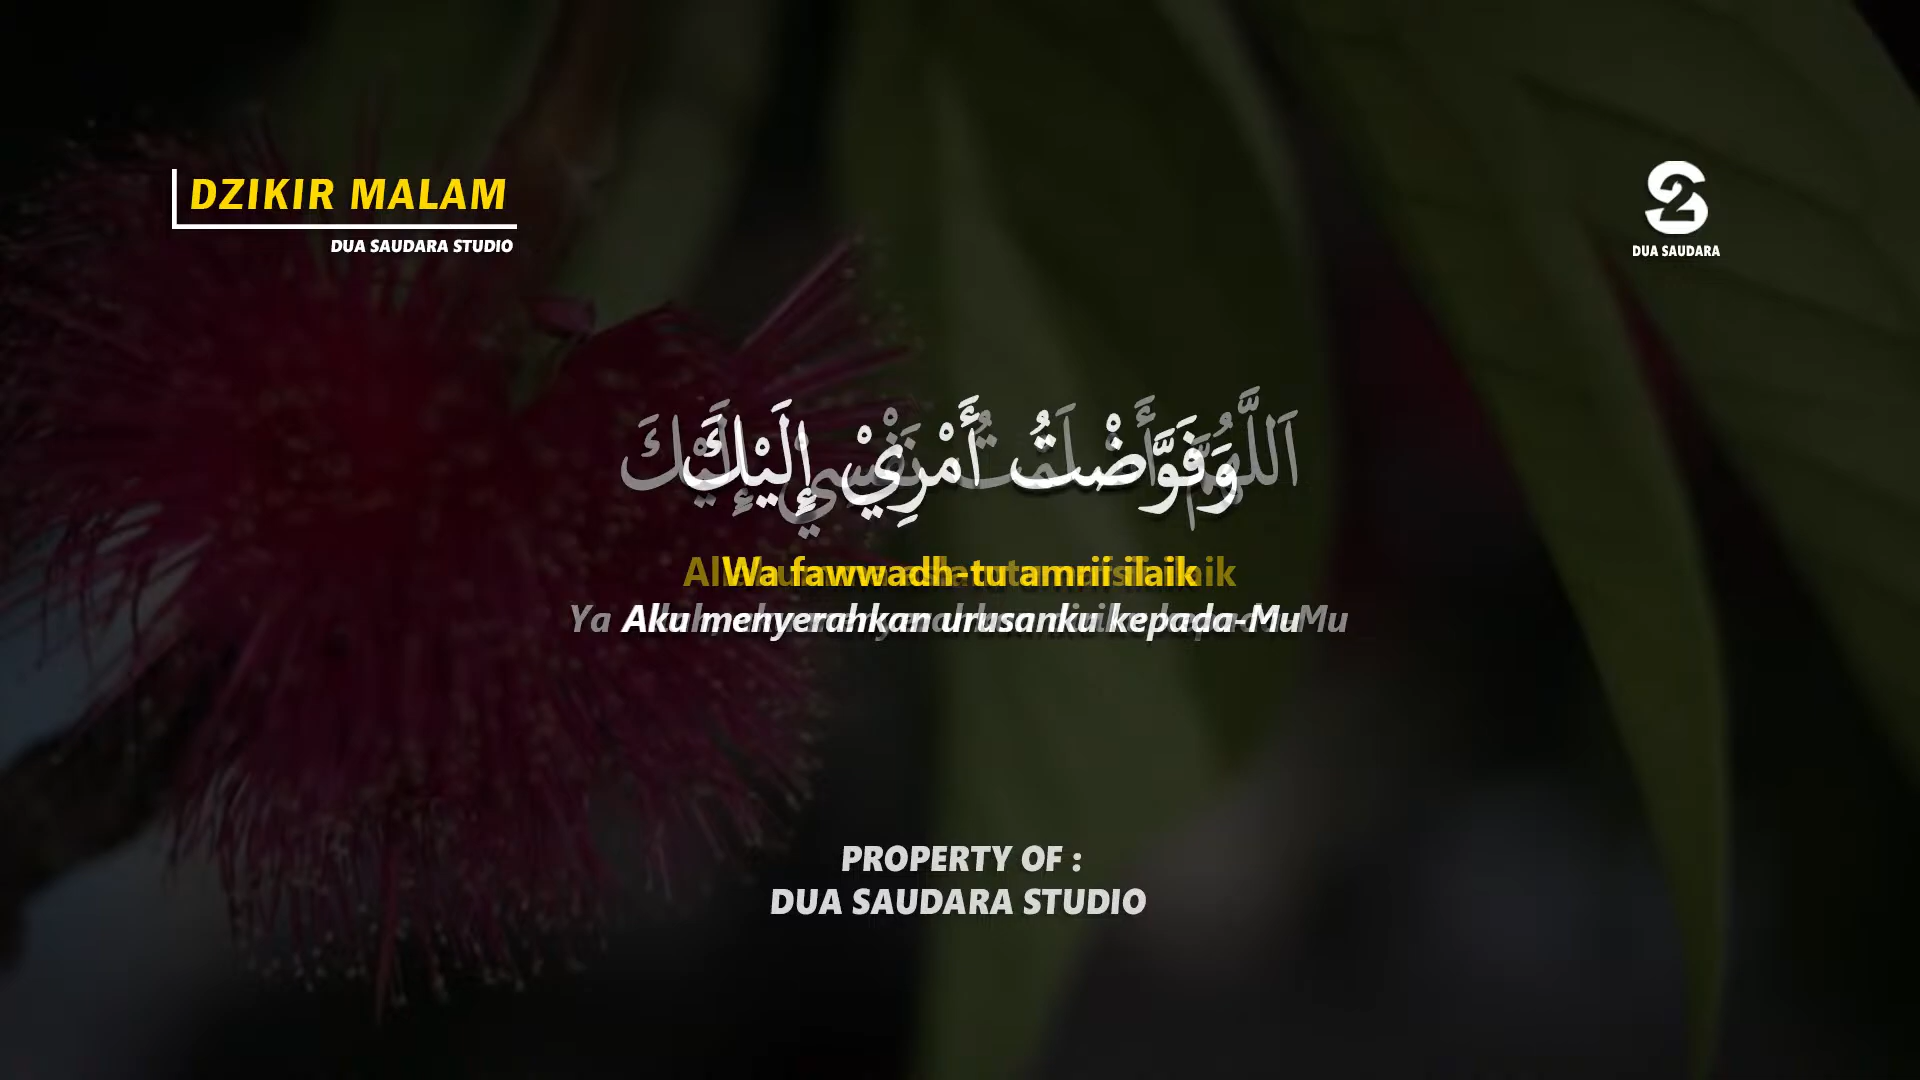 DZIKIR MALAM
DUA SAUDARA STUDIO
DUA SAUDARA
وَفَوَّضْتُ أَمْرِيْ إِلَيْكَ
Wa fawwadh-tu amrii ilaik
Aku menyerahkan urusanku kepada-Mu
PROPERTY OF :
DUA SAUDARA STUDIO